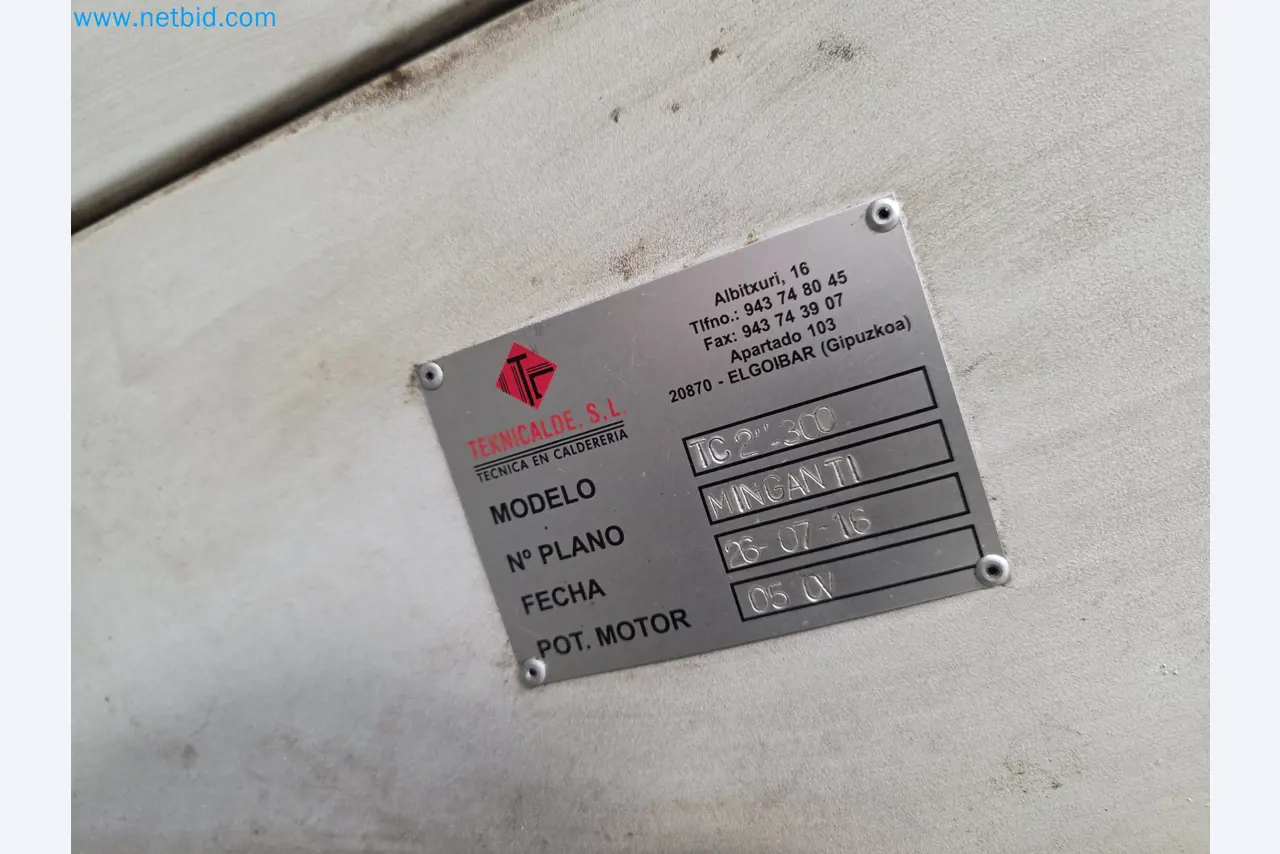 www.netbid.com
Albitxuri, 16
Tlfno.: 943 74 80 45
Fax: 943 74 39 07
Apartado 103
20870 - ELGOIBAR (Gipuzkoa)
TEKNICALDE, S.L.
TECNICA EN CALDERERIA
MODELO TC 2"-300
Nº PLANO MINGANTI
FECHA 26-07-16
POT. MOTOR 05 CV